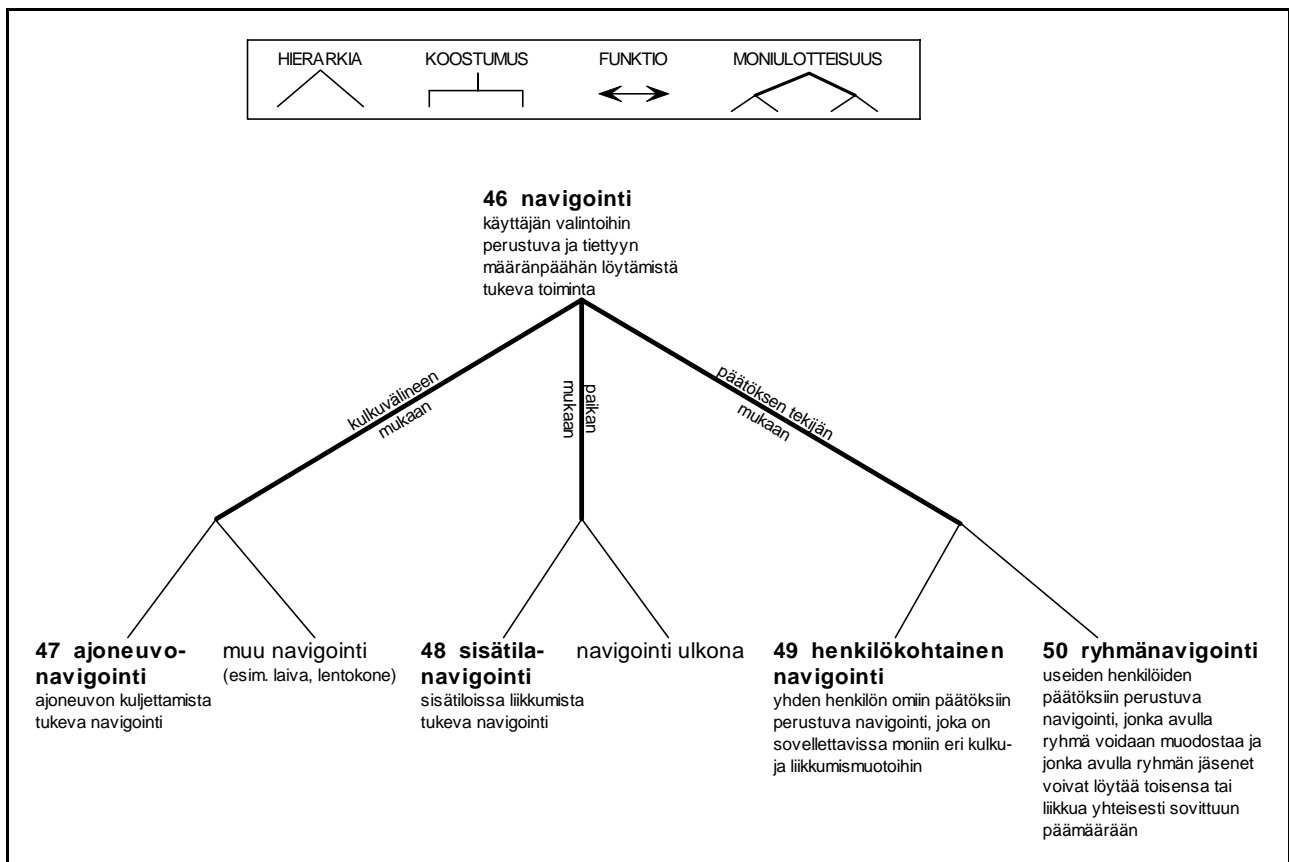 HIERARKIA KOOSTUMUS FUNKTIO MONIULOTTEISUUS
46 navigointi
käyttäjän valintoihin
perustuva ja tiettyyn
määränpäähän löytämistä
tukeva toiminta
kulkuvälineen
mukaan
paikan
mukaan
päätöksen tekijän
mukaan
47 ajoneuvo-
navigointi
ajoneuvon kuljettamista
tukeva navigointi
muu navigointi
(esim. laiva, lentokone)
48 sisätila-
navigointi
sisätiloissa liikkumista
tukeva navigointi
navigointi ulkona
49 henkilökohtainen
navigointi
yhden henkilön omiin päätöksiin
perustuva navigointi, joka on
sovellettavissa moniin eri kulku-
ja liikkumismuotoihin
50 ryhmänavigointi
useiden henkilöiden
päätöksiin perustuva
navigointi, jonka avulla
ryhmä voidaan muodostaa ja
jonka avulla ryhmän jäsenet
voivat löytää toisensa tai
liikkua yhteisesti sovittuun
päämäärään